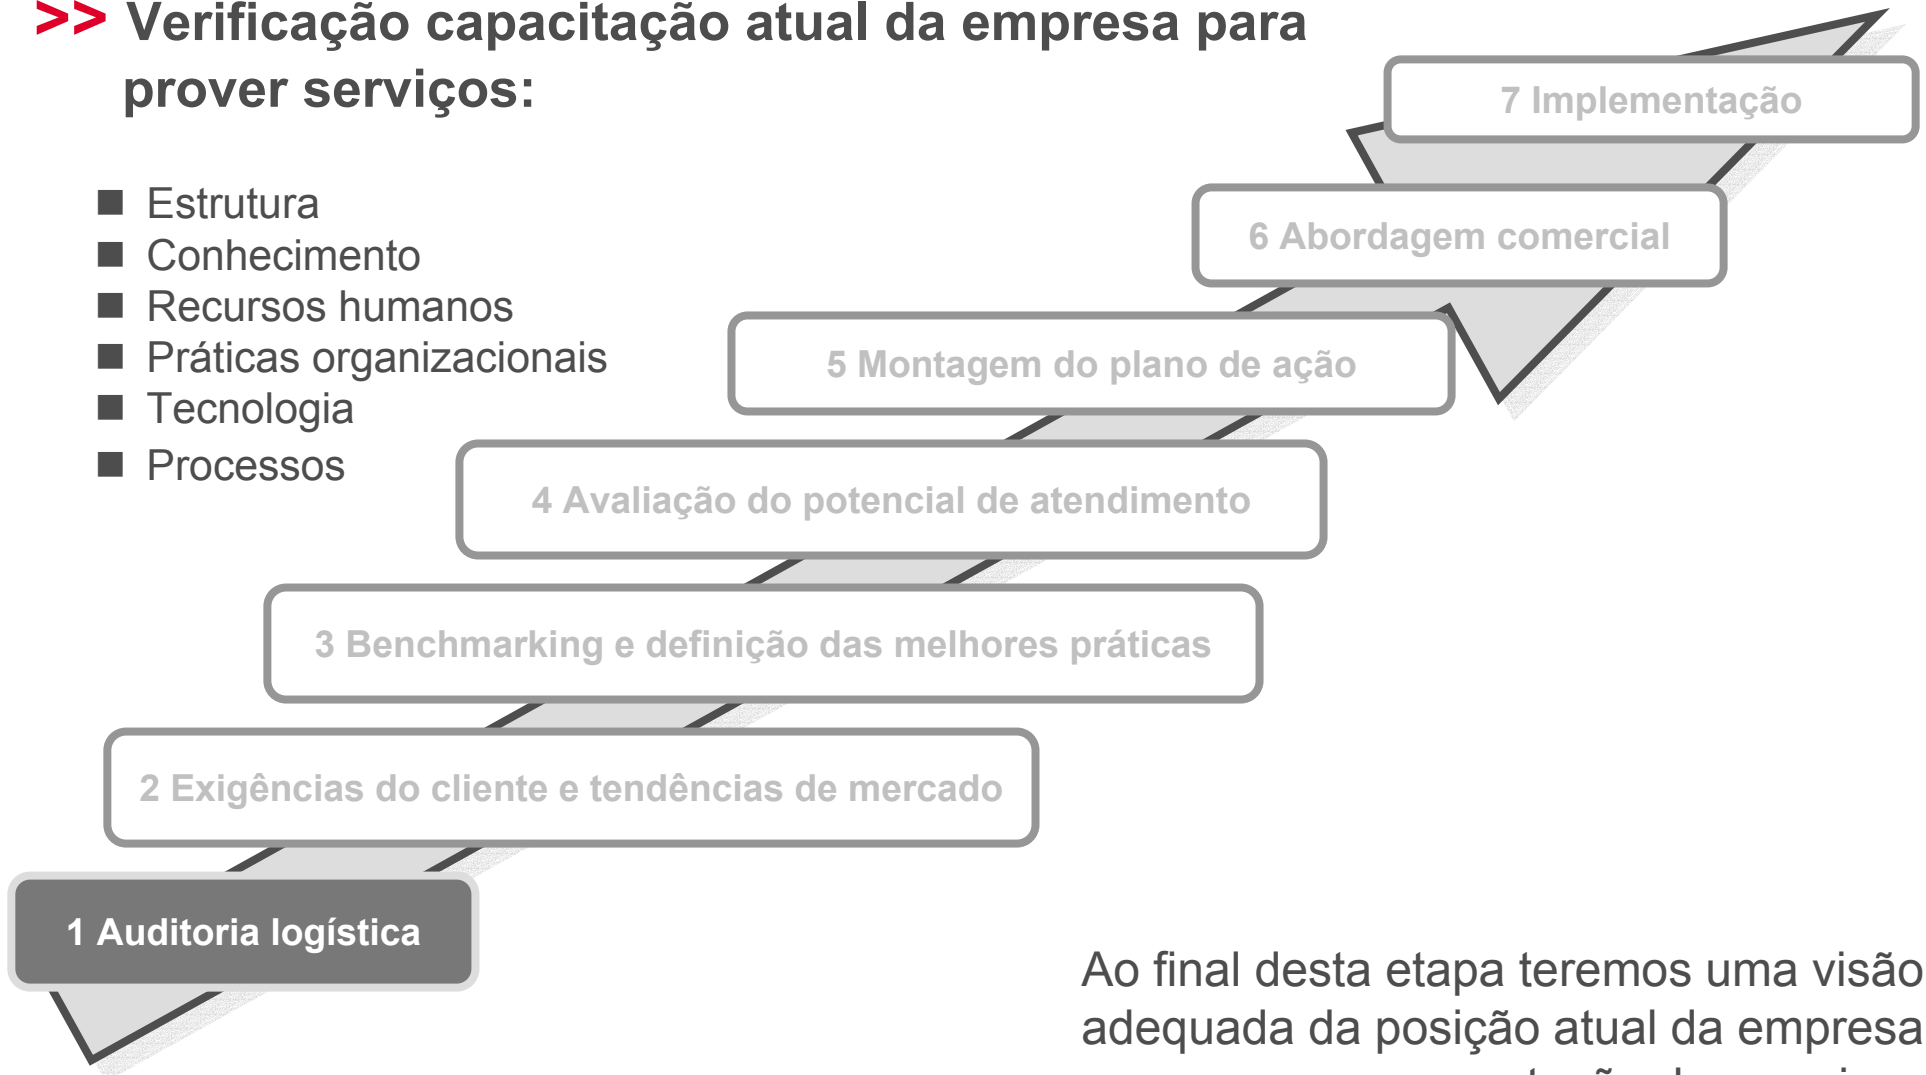 >> Verificação capacitação atual da empresa para
prover serviços:
■ Estrutura
■ Conhecimento
■ Recursos humanos
■ Práticas organizacionais
■ Tecnologia
■ Processos
7 Implementação
6 Abordagem comercial
5 Montagem do plano de ação
4 Avaliação do potencial de atendimento
3 Benchmarking e definição das melhores práticas
2 Exigências do cliente e tendências de mercado
1 Auditoria logística
Ao final desta etapa teremos uma visão
adequada da posição atual da empresa